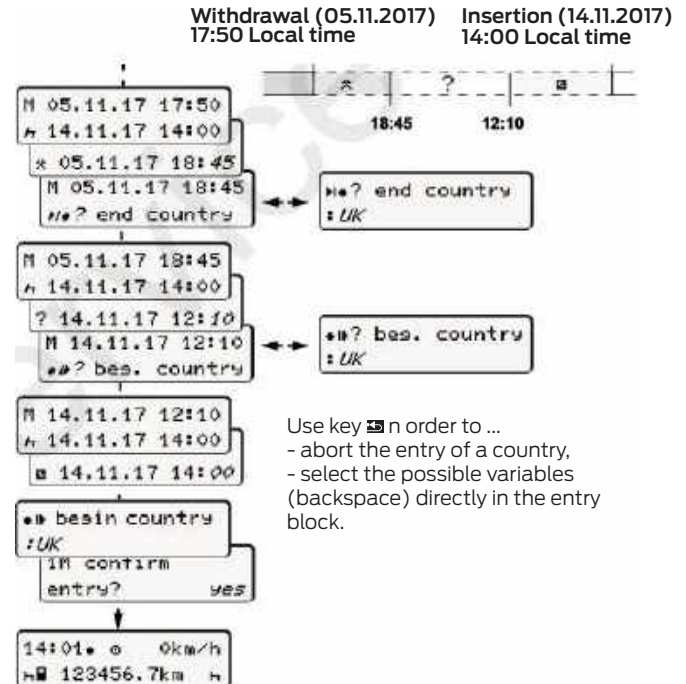 Withdrawal (05.11.2017) Insertion (14.11.2017)
17:50 Local time 14:00 Local time
?
18:45 12:10
M 05.11.17 17:50
14.11.17 14:00
05.11.17 18:45
M 05.11.17 18:45
? end country
? end country
: UK
M 05.11.17 18:45
14.11.17 14:00
? 14.11.17 12:10
M 14.11.17 12:10
? beg. country
? beg. country
: UK
M 14.11.17 12:10
14.11.17 14:00
14.11.17 14:00
Use key n order to ...
- abort the entry of a country,
- select the possible variables
(backspace) directly in the entry
block.
begin country
: UK
1M confirm
entry? yes
14:01 0km/h
123456.7km